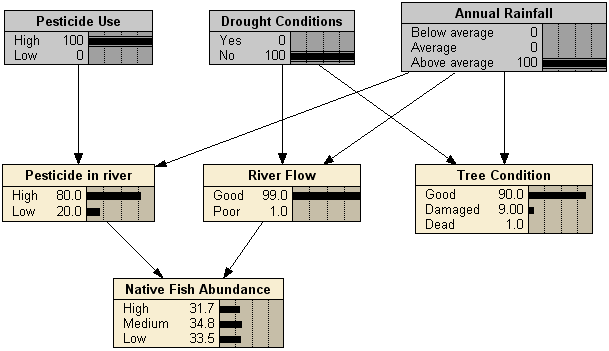 Pesticide Use
High 100
Low 0
Drought Conditions
Yes 0
No 100
Annual Rainfall
Below average 0
Average 0
Above average 100
Pesticide in river
High 80.0
Low 20.0
River Flow
Good 99.0
Poor 1.0
Tree Condition
Good 90.0
Damaged 9.00
Dead 1.0
Native Fish Abundance
High 31.7
Medium 34.8
Low 33.5